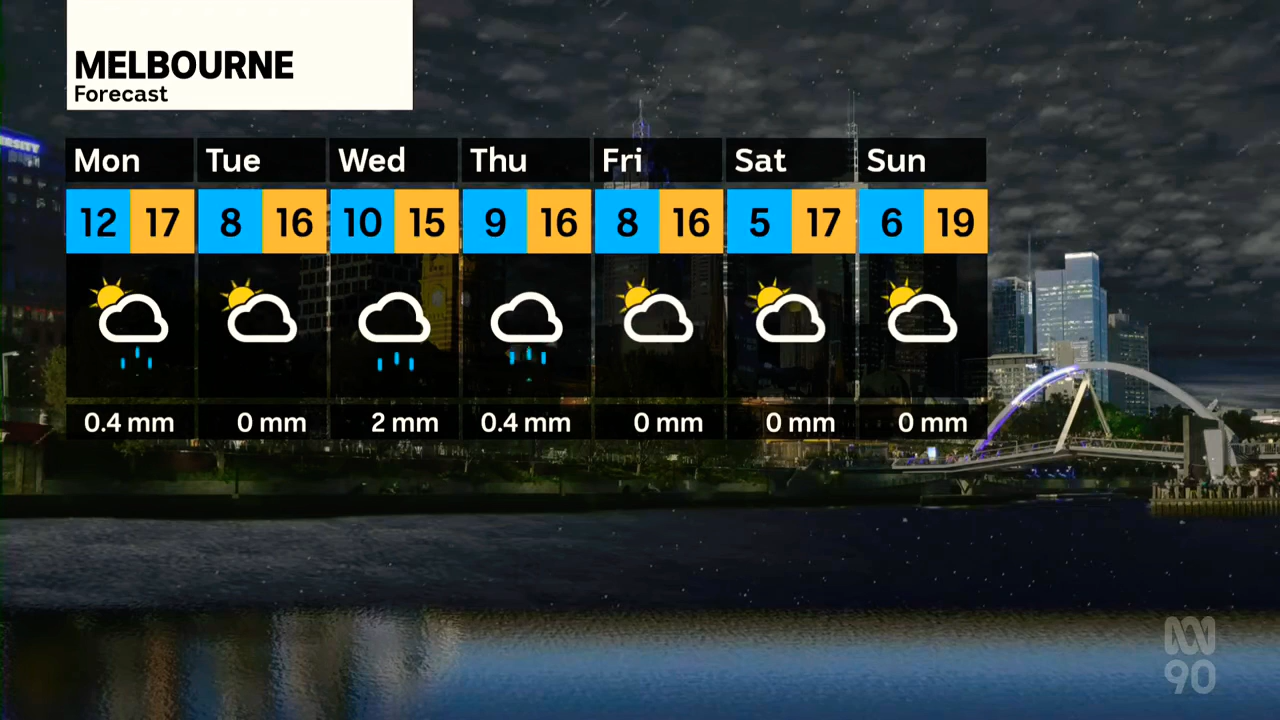 MELBOURNE
Forecast
Mon Tue Wed Thu Fri Sat Sun
12 17 8 16 10 15 9 16 8 16 5 17 6 19
0.4 mm 0 mm 2 mm 0.4 mm 0 mm 0 mm 0 mm
90